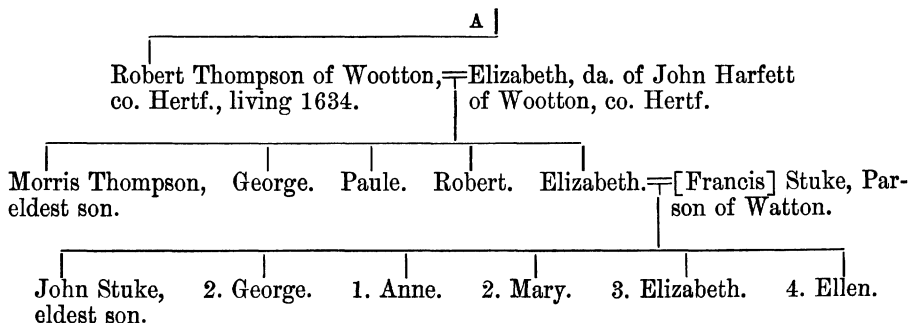 A
Robert Thompson of Wootton, Elizabeth, da. of John Harfett
co. Hertf., living 1634. of Wootton, co. Hertf.
Morris Thompson, George. Paule. Robert. Elizabeth. [Francis] Stuke, Par-
eldest son. son of Watton.
John Stuke, 2. George. 1. Anne. 2. Mary. 3. Elizabeth. 4. Ellen.
eldest son.